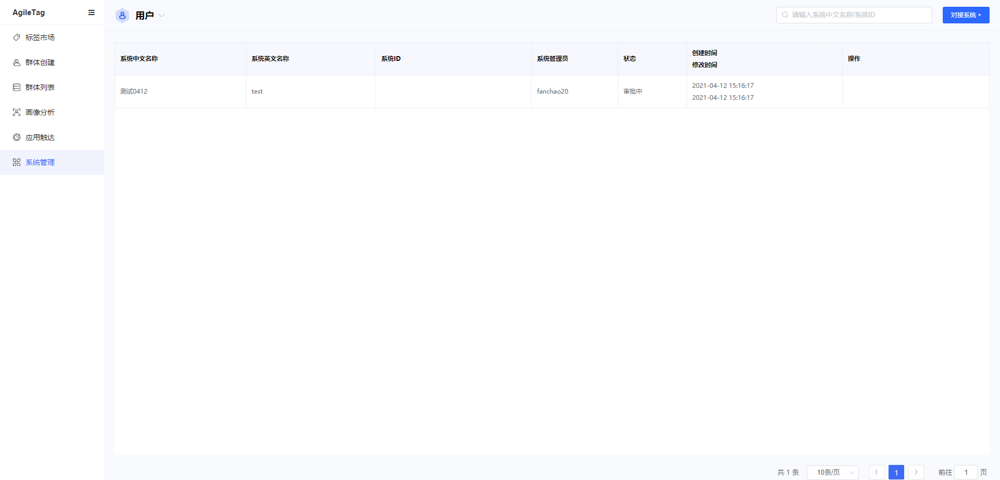 AgileTag
标签市场
群体创建
群体列表
画像分析
应用触达
系统管理
用户
请输入系统中文名称/系统ID
对接系统 +
系统中文名称
系统英文名称
系统ID
系统管理员
状态
创建时间
修改时间
操作
测试0412
test
fanchao20
审批中
2021-04-12 15:16:17
2021-04-12 15:16:17
共 1 条
10条/页
1
前往 1 页